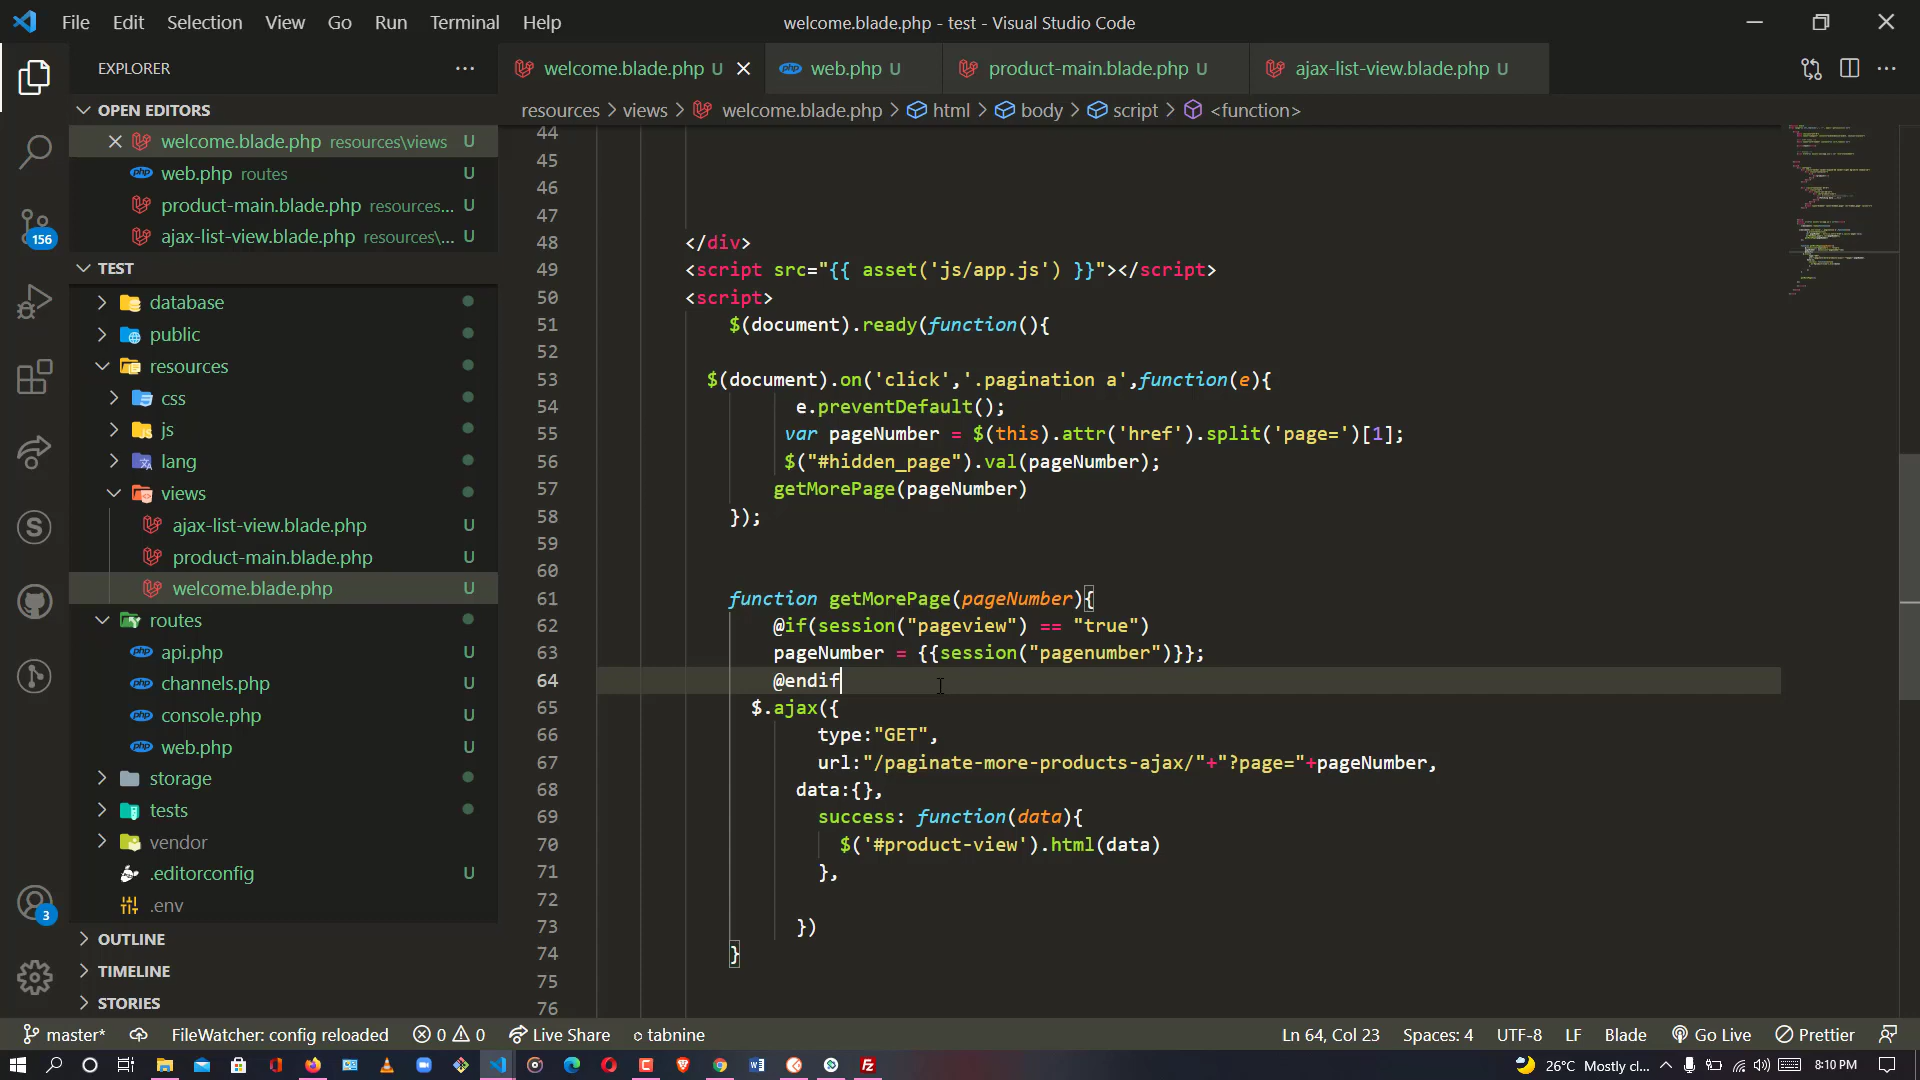 File Edit Selection View Go Run Terminal Help
welcome.blade.php - test - Visual Studio Code
EXPLORER
OPEN EDITORS
welcome.blade.php resources\views U
web.php routes U
product-main.blade.php resources... U
ajax-list-view.blade.php resources\... U
TEST
database
public
resources
css
js
lang
views
ajax-list-view.blade.php U
product-main.blade.php U
welcome.blade.php U
routes
api.php U
channels.php U
console.php U
web.php U
storage
tests
vendor
.editorconfig U
.env
OUTLINE
TIMELINE
STORIES
156
3
welcome.blade.php U
web.php U
product-main.blade.php U
ajax-list-view.blade.php U
resources > views > welcome.blade.php > html > body > script > <function>
44
45
46
47
48 </div>
49 <script src="{{ asset('js/app.js') }}"></script>
50 <script>
51 $(document).ready(function(){
52
53 $(document).on('click','.pagination a',function(e){
54 e.preventDefault();
55 var pageNumber = $(this).attr('href').split('page=')[1];
56 $("#hidden_page").val(pageNumber);
57 getMorePage(pageNumber)
58 });
59
60
61 function getMorePage(pageNumber){
62 @if(session("pageview") == "true")
63 pageNumber = {{session("pagenumber")}};
64 @endif
65 $.ajax({
66 type:"GET",
67 url:"/paginate-more-products-ajax/"+"?page="+pageNumber,
68 data:{},
69 success: function(data){
70 $('#product-view').html(data)
71 },
72
73 })
74 }
75
76
master* FileWatcher: config reloaded 0 0 Live Share tabnine
Ln 64, Col 23 Spaces: 4 UTF-8 LF Blade Go Live Prettier
26°C Mostly cl... 8:10 PM